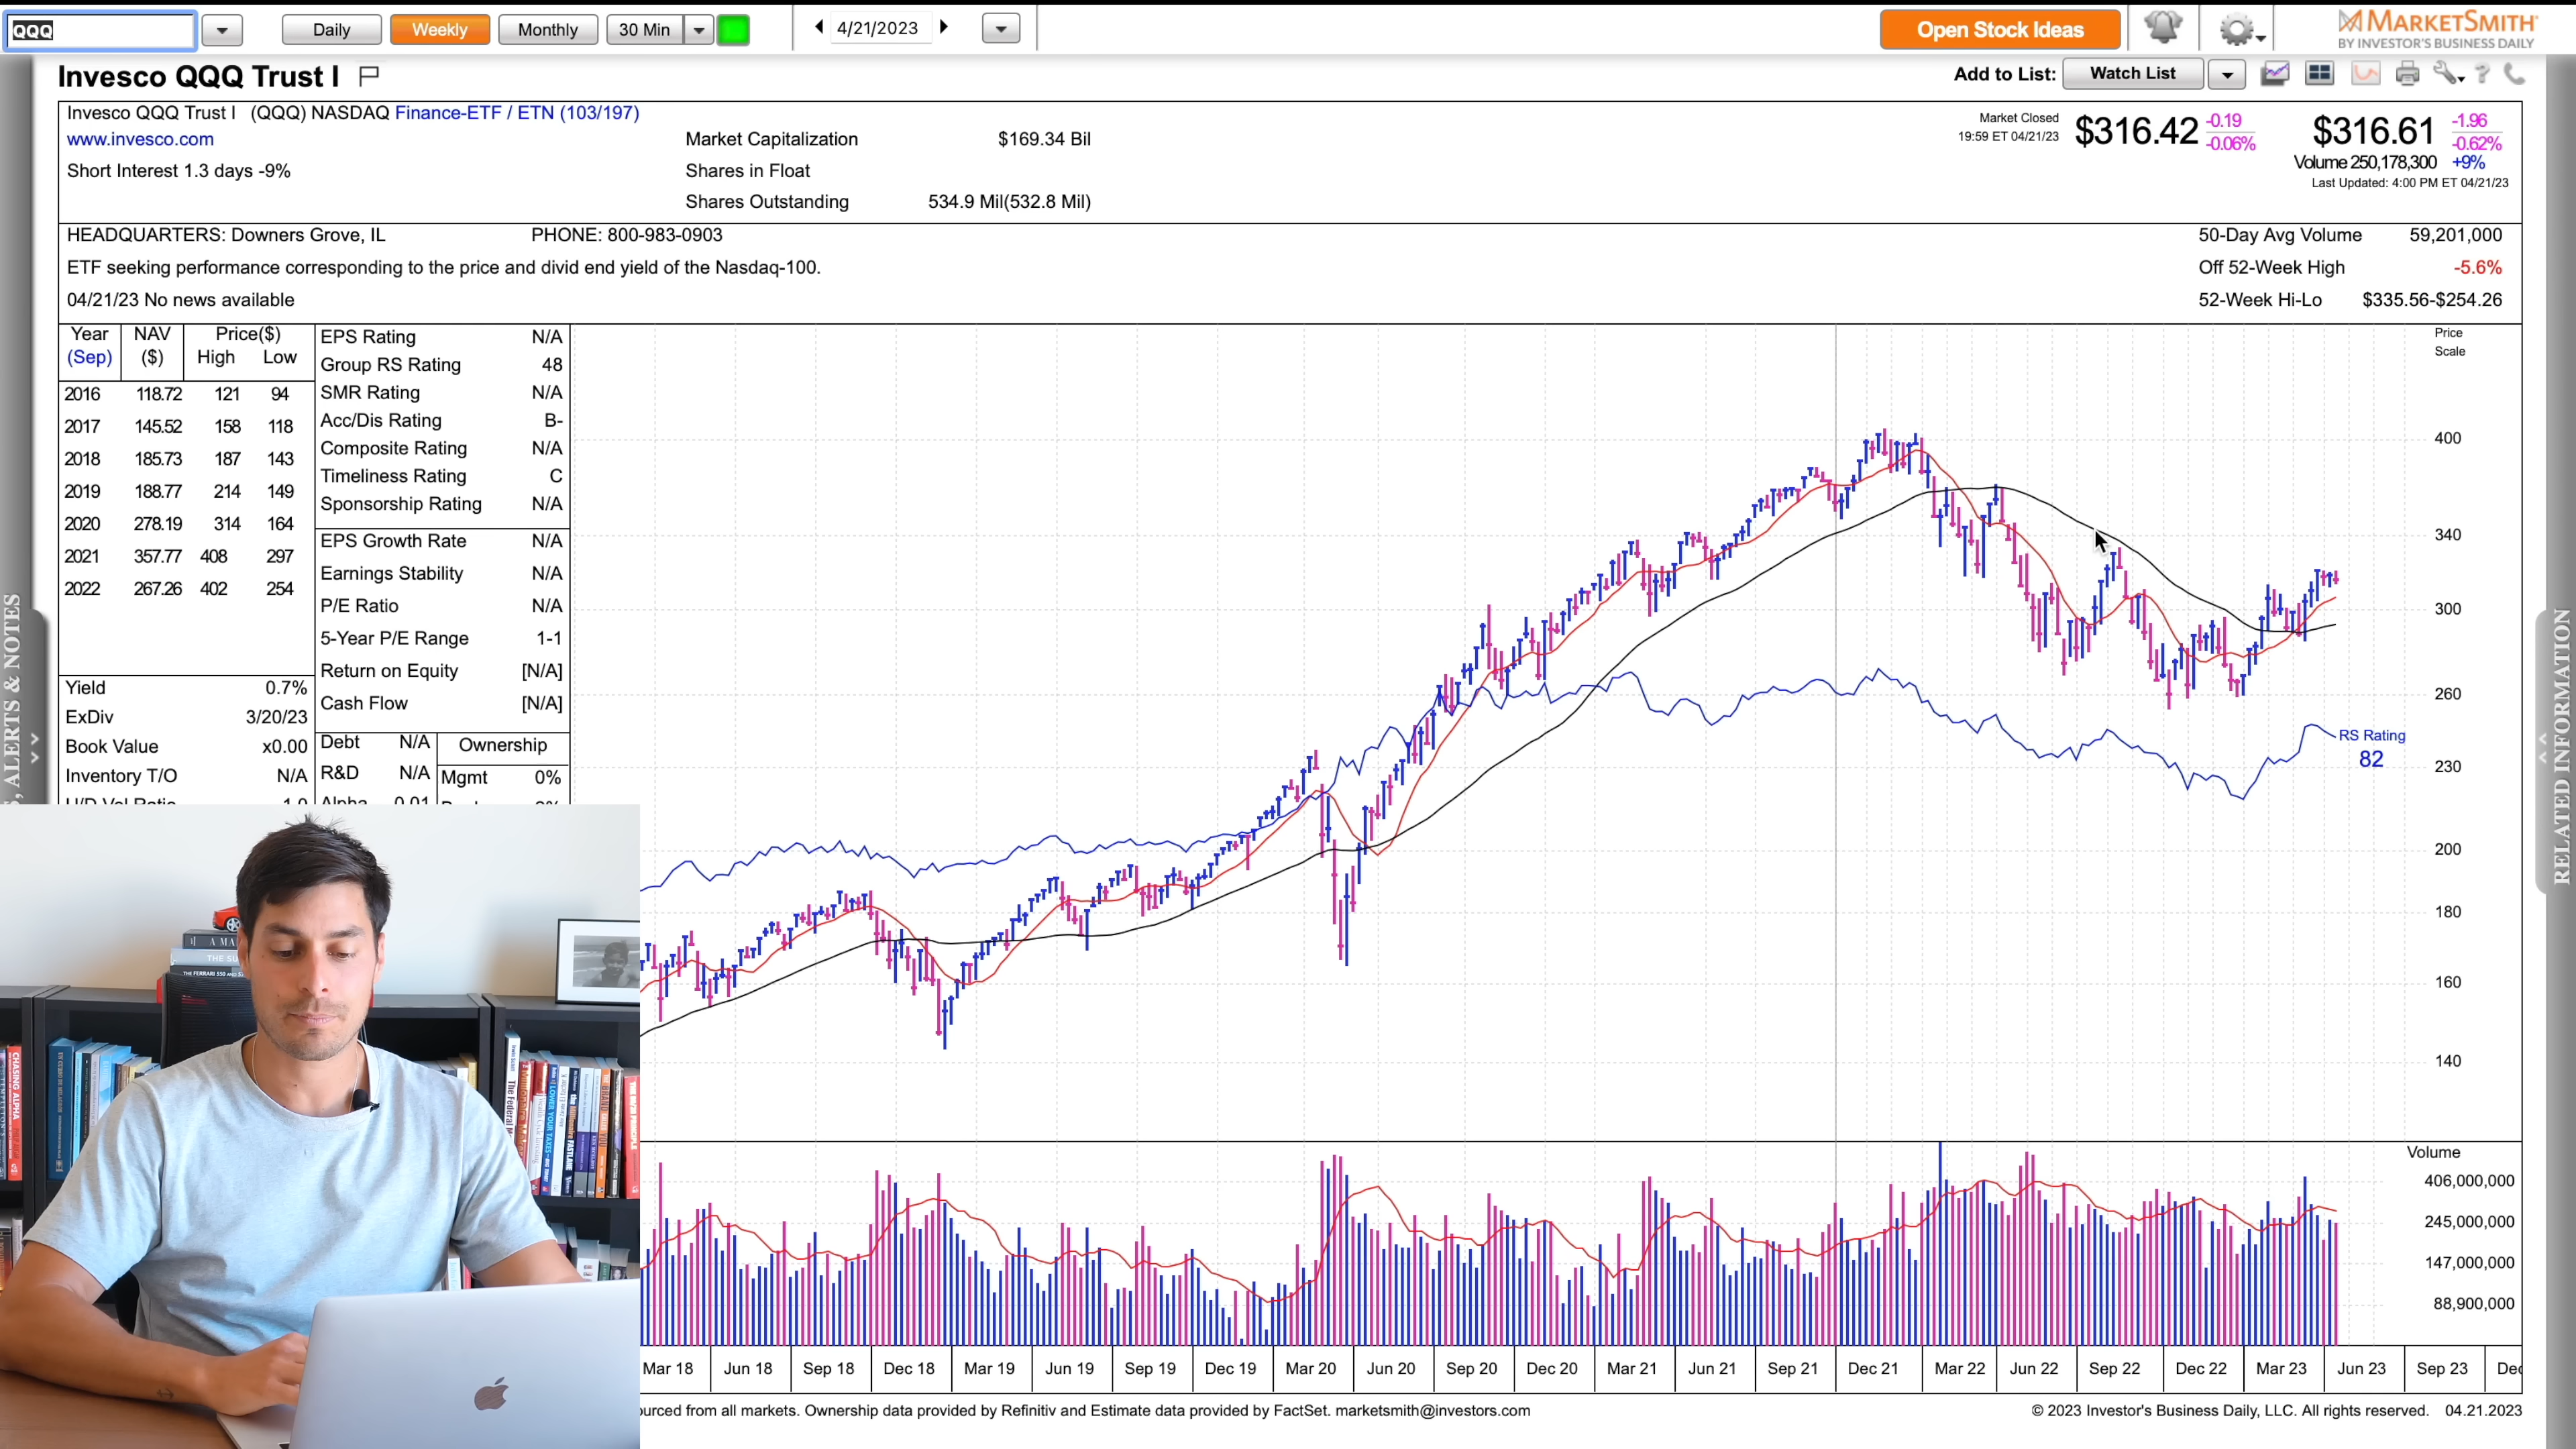 QQQ
Daily Weekly Monthly 30 Min 4/21/2023 Open Stock Ideas MARKETSMITH
BY INVESTOR'S BUSINESS DAILY
Invesco QQQ Trust I Add to List: Watch List
Invesco QQQ Trust I (QQQ) NASDAQ Finance-ETF / ETN (103/197)
www.invesco.com
Short Interest 1.3 days -9%
Market Capitalization $169.34 Bil
Shares in Float
Shares Outstanding 534.9 Mil(532.8 Mil)
Market Closed
19:59 ET 04/21/23
$316.42 -0.19
-0.06%
$316.61 -1.96
-0.62%
Volume 250,178,300 +9%
Last Updated: 4:00 PM ET 04/21/23
HEADQUARTERS: Downers Grove, IL PHONE: 800-983-0903
ETF seeking performance corresponding to the price and divid end yield of the Nasdaq-100.
04/21/23 No news available
50-Day Avg Volume 59,201,000
Off 52-Week High -5.6%
52-Week Hi-Lo $335.56-$254.26
Year NAV Price($)
(Sep) ($) High Low
2016 118.72 121 94
2017 145.52 158 118
2018 185.73 187 143
2019 188.77 214 149
2020 278.19 314 164
2021 357.77 408 297
2022 267.26 402 254
Yield 0.7%
ExDiv 3/20/23
Book Value x0.00
Inventory T/O N/A
U/D Vol Ratio 1.0
EPS Rating N/A
Group RS Rating 48
SMR Rating N/A
Acc/Dis Rating B-
Composite Rating N/A
Timeliness Rating C
Sponsorship Rating N/A
EPS Growth Rate N/A
Earnings Stability N/A
P/E Ratio N/A
5-Year P/E Range 1-1
Return on Equity [N/A]
Cash Flow [N/A]
Debt N/A
R&D N/A
Alpha 0.01
Ownership
Mgmt 0%
Price
Scale
400
340
300
260
230
200
180
160
140
RS Rating
82
Volume
406,000,000
245,000,000
147,000,000
88,900,000
Mar 18 Jun 18 Sep 18 Dec 18 Mar 19 Jun 19 Sep 19 Dec 19 Mar 20 Jun 20 Sep 20 Dec 20 Mar 21 Jun 21 Sep 21 Dec 21 Mar 22 Jun 22 Sep 22 Dec 22 Mar 23 Jun 23 Sep 23
urced from all markets. Ownership data provided by Refinitiv and Estimate data provided by FactSet. marketsmith@investors.com
© 2023 Investor's Business Daily, LLC. All rights reserved. 04.21.2023
, ALERTS & NOTES
RELATED INFORMATION
CHASING ALPHA
The Federal
LOWER YOUR TAXES
FASTLANE